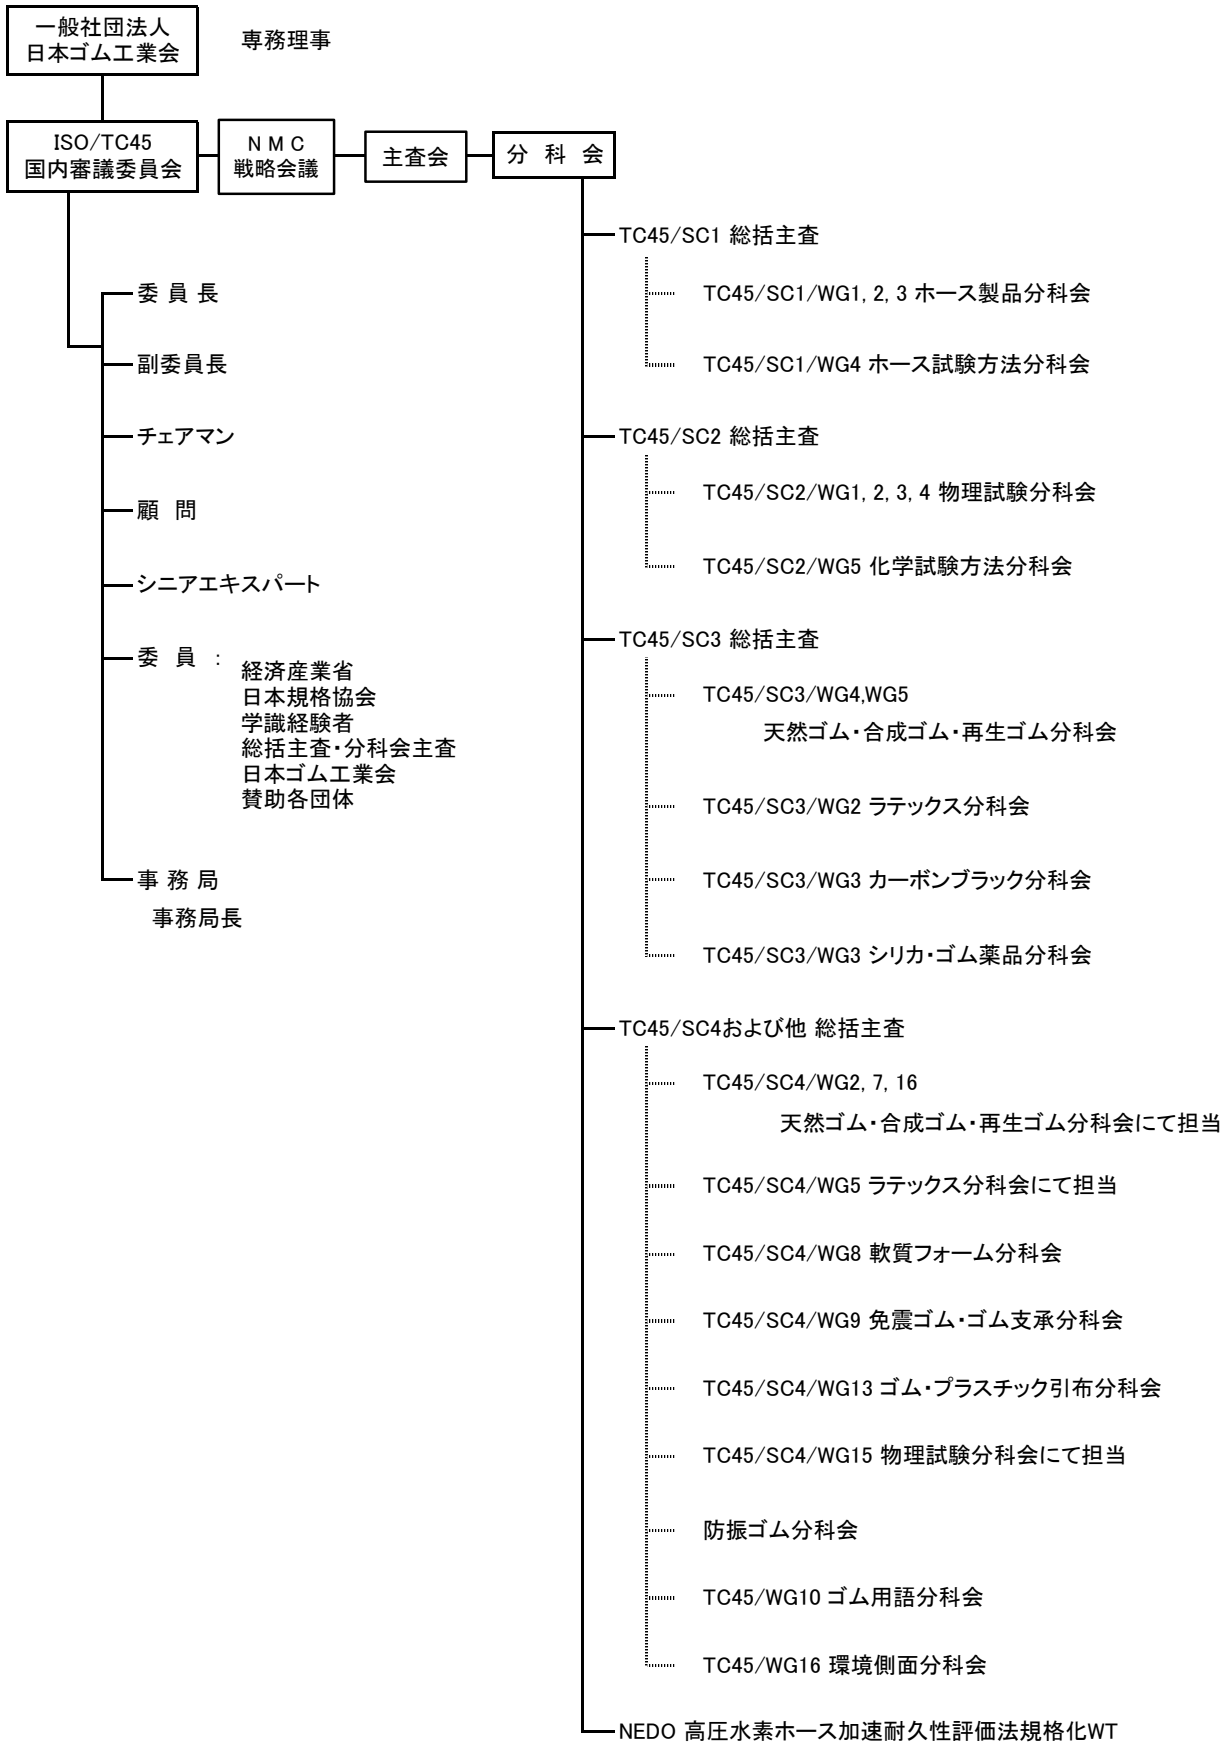 一般社団法人
日本ゴム工業会
専務理事
ISO/TC45
国内審議委員会
N M C
戦略会議
主査会
分 科 会
委 員 長
副委員長
チェアマン
顧 問
シニアエキスパート
委 員 :
経済産業省
日本規格協会
学識経験者
総括主査・分科会主査
日本ゴム工業会
賛助各団体
事 務 局
事務局長
TC45/SC1 総括主査
TC45/SC1/WG1, 2, 3 ホース製品分科会
TC45/SC1/WG4 ホース試験方法分科会
TC45/SC2 総括主査
TC45/SC2/WG1, 2, 3, 4 物理試験分科会
TC45/SC2/WG5 化学試験方法分科会
TC45/SC3 総括主査
TC45/SC3/WG4,WG5
天然ゴム・合成ゴム・再生ゴム分科会
TC45/SC3/WG2 ラテックス分科会
TC45/SC3/WG3 カーボンブラック分科会
TC45/SC3/WG3 シリカ・ゴム薬品分科会
TC45/SC4および他 総括主査
TC45/SC4/WG2, 7, 16
天然ゴム・合成ゴム・再生ゴム分科会にて担当
TC45/SC4/WG5 ラテックス分科会にて担当
TC45/SC4/WG8 軟質フォーム分科会
TC45/SC4/WG9 免震ゴム・ゴム支承分科会
TC45/SC4/WG13 ゴム・プラスチック引布分科会
TC45/SC4/WG15 物理試験分科会にて担当
防振ゴム分科会
TC45/WG10 ゴム用語分科会
TC45/WG16 環境側面分科会
NEDO 高圧水素ホース加速耐久性評価法規格化WT